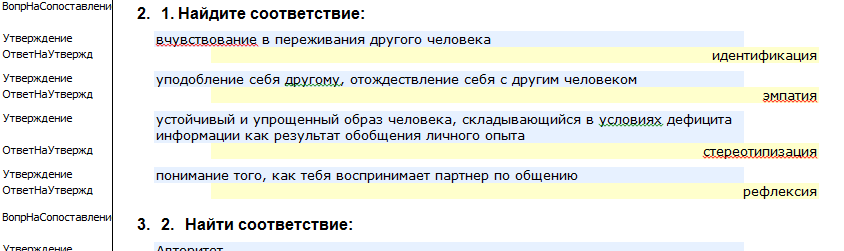 ВопрНаСопоставлени
2. 1. Найдите соответствие:
Утверждение
вчувствование в переживания другого человека
ОтветНаУтвержд
идентификация
Утверждение
уподобление себя другому, отождествление себя с другим человеком
ОтветНаУтвержд
эмпатия
Утверждение
устойчивый и упрощенный образ человека, складывающийся в условиях дефицита
информации как результат обобщения личного опыта
ОтветНаУтвержд
стереотипизация
Утверждение
понимание того, как тебя воспринимает партнер по общению
ОтветНаУтвержд
рефлексия
ВопрНаСопоставлени
3. 2. Найти соответствие:
Утверждение
Авторитет